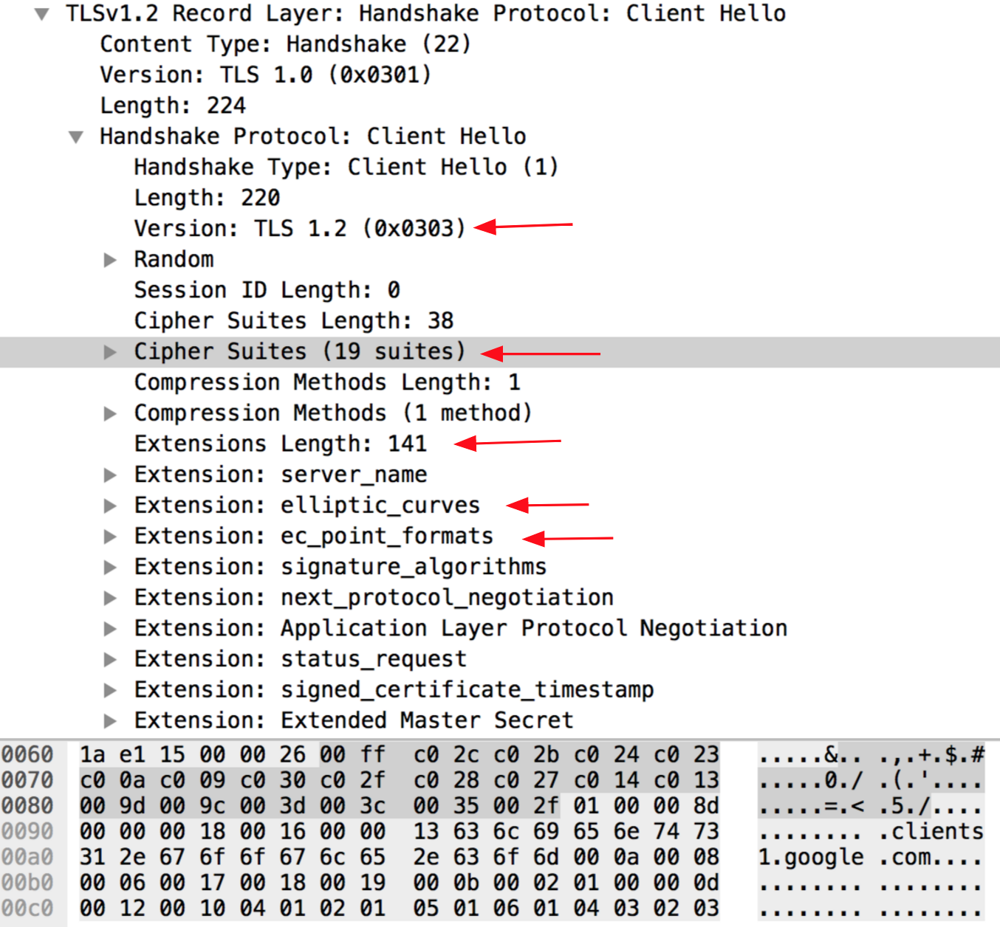 TLSv1.2 Record Layer: Handshake Protocol: Client Hello
Content Type: Handshake (22)
Version: TLS 1.0 (0x0301)
Length: 224
Handshake Protocol: Client Hello
Handshake Type: Client Hello (1)
Length: 220
Version: TLS 1.2 (0x0303)
Random
Session ID Length: 0
Cipher Suites Length: 38
Cipher Suites (19 suites)
Compression Methods Length: 1
Compression Methods (1 method)
Extensions Length: 141
Extension: server_name
Extension: elliptic_curves
Extension: ec_point_formats
Extension: signature_algorithms
Extension: next_protocol_negotiation
Extension: Application Layer Protocol Negotiation
Extension: status_request
Extension: signed_certificate_timestamp
Extension: Extended Master Secret
0060 1a e1 15 00 00 26 00 ff c0 2c c0 2b c0 24 c0 23 .....&.. .,.+.$.#
0070 c0 0a c0 09 c0 30 c0 2f c0 28 c0 27 c0 14 c0 13 .....0./ .(.'....
0080 00 9d 00 9c 00 3d 00 3c 00 35 00 2f 01 00 00 8d .....=.< .5./....
0090 00 00 00 18 00 16 00 00 13 63 6c 69 65 6e 74 73 ........ .clients
00a0 31 2e 67 6f 6f 67 6c 65 2e 63 6f 6d 00 0a 00 08 1.google .com....
00b0 00 06 00 17 00 18 00 19 00 0b 00 02 01 00 00 0d ........ ........
00c0 00 12 00 10 04 01 02 01 05 01 06 01 04 03 02 03 ........ ........